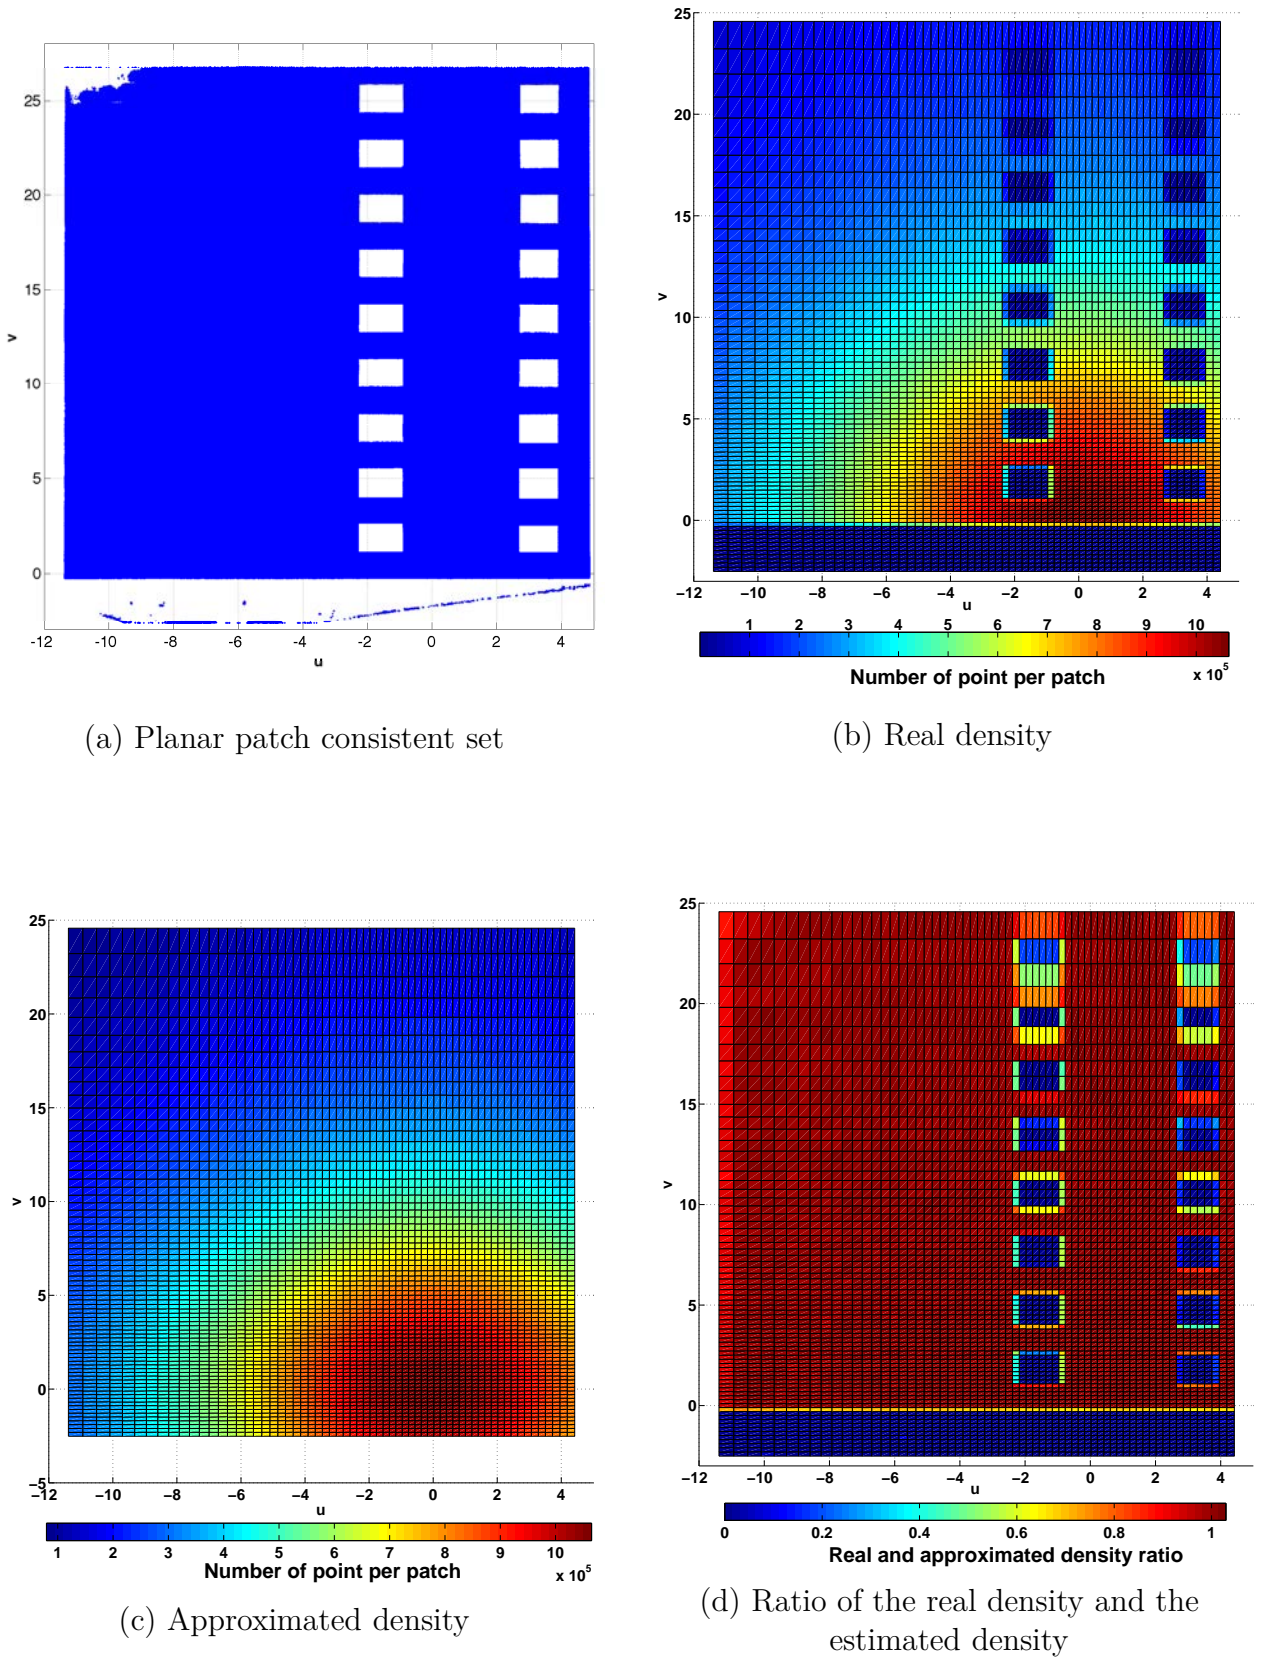 25
20
15
10
5
0
v
-12 -10 -8 -6 -4 -2 0 2 4
u
(a) Planar patch consistent set
25
20
15
10
5
0
v
−12 −10 −8 −6 −4 −2 0 2 4
u
1 2 3 4 5 6 7 8 9 10
Number of point per patch
x 10^5
(b) Real density
25
20
15
10
5
0
−5
v
−12 −10 −8 −6 −4 −2 0 2 4
u
1 2 3 4 5 6 7 8 9 10
Number of point per patch
x 10^5
(c) Approximated density
25
20
15
10
5
0
v
−12 −10 −8 −6 −4 −2 0 2 4
u
0 0.2 0.4 0.6 0.8 1
Real and approximated density ratio
(d) Ratio of the real density and the
estimated density